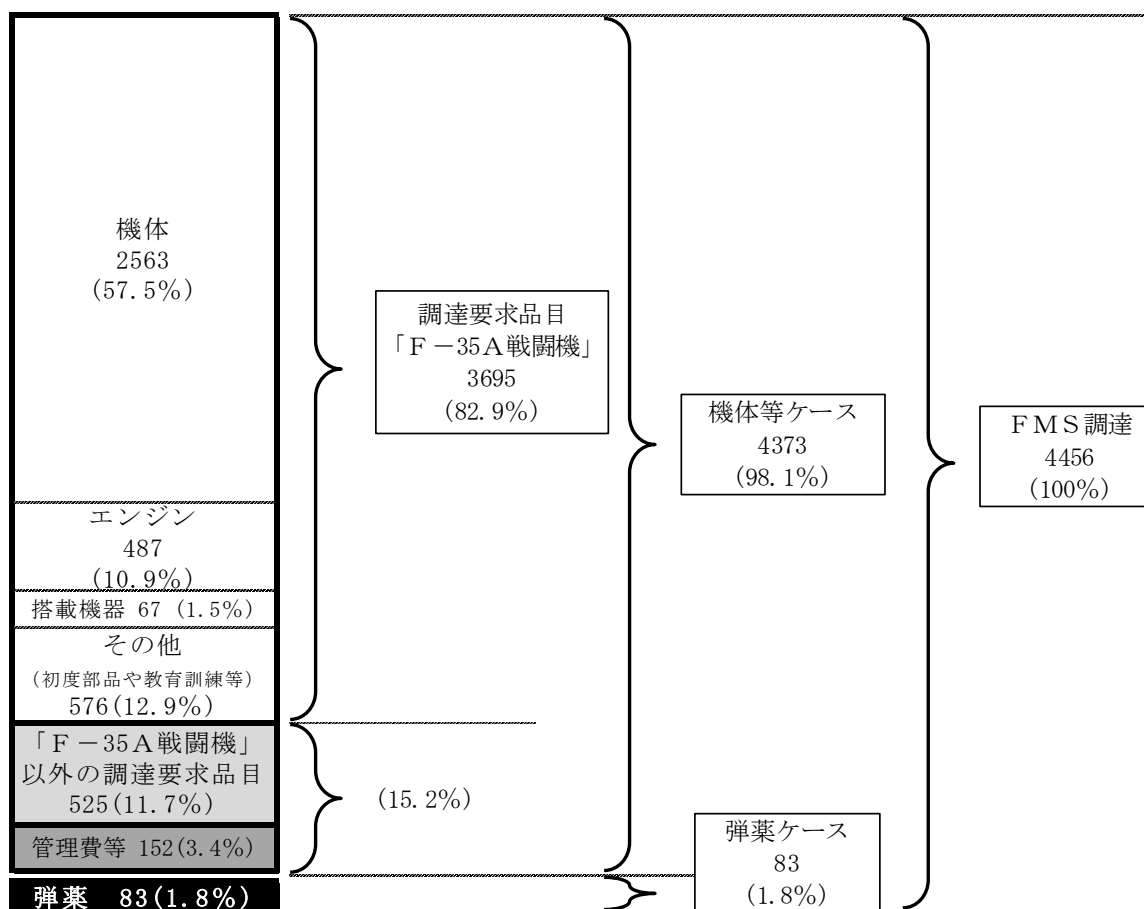 機体
2563
(57.5%)
エンジン
487
(10.9%)
搭載機器 67 (1.5%)
その他
(初度部品や教育訓練等)
576(12.9%)
「F－35A戦闘機」
以外の調達要求品目
525(11.7%)
管理費等 152(3.4%)
弾薬 83(1.8%)
調達要求品目
「F－35A戦闘機」
3695
(82.9%)
(15.2%)
機体等ケース
4373
(98.1%)
弾薬ケース
83
(1.8%)
FMS調達
4456
(100%)